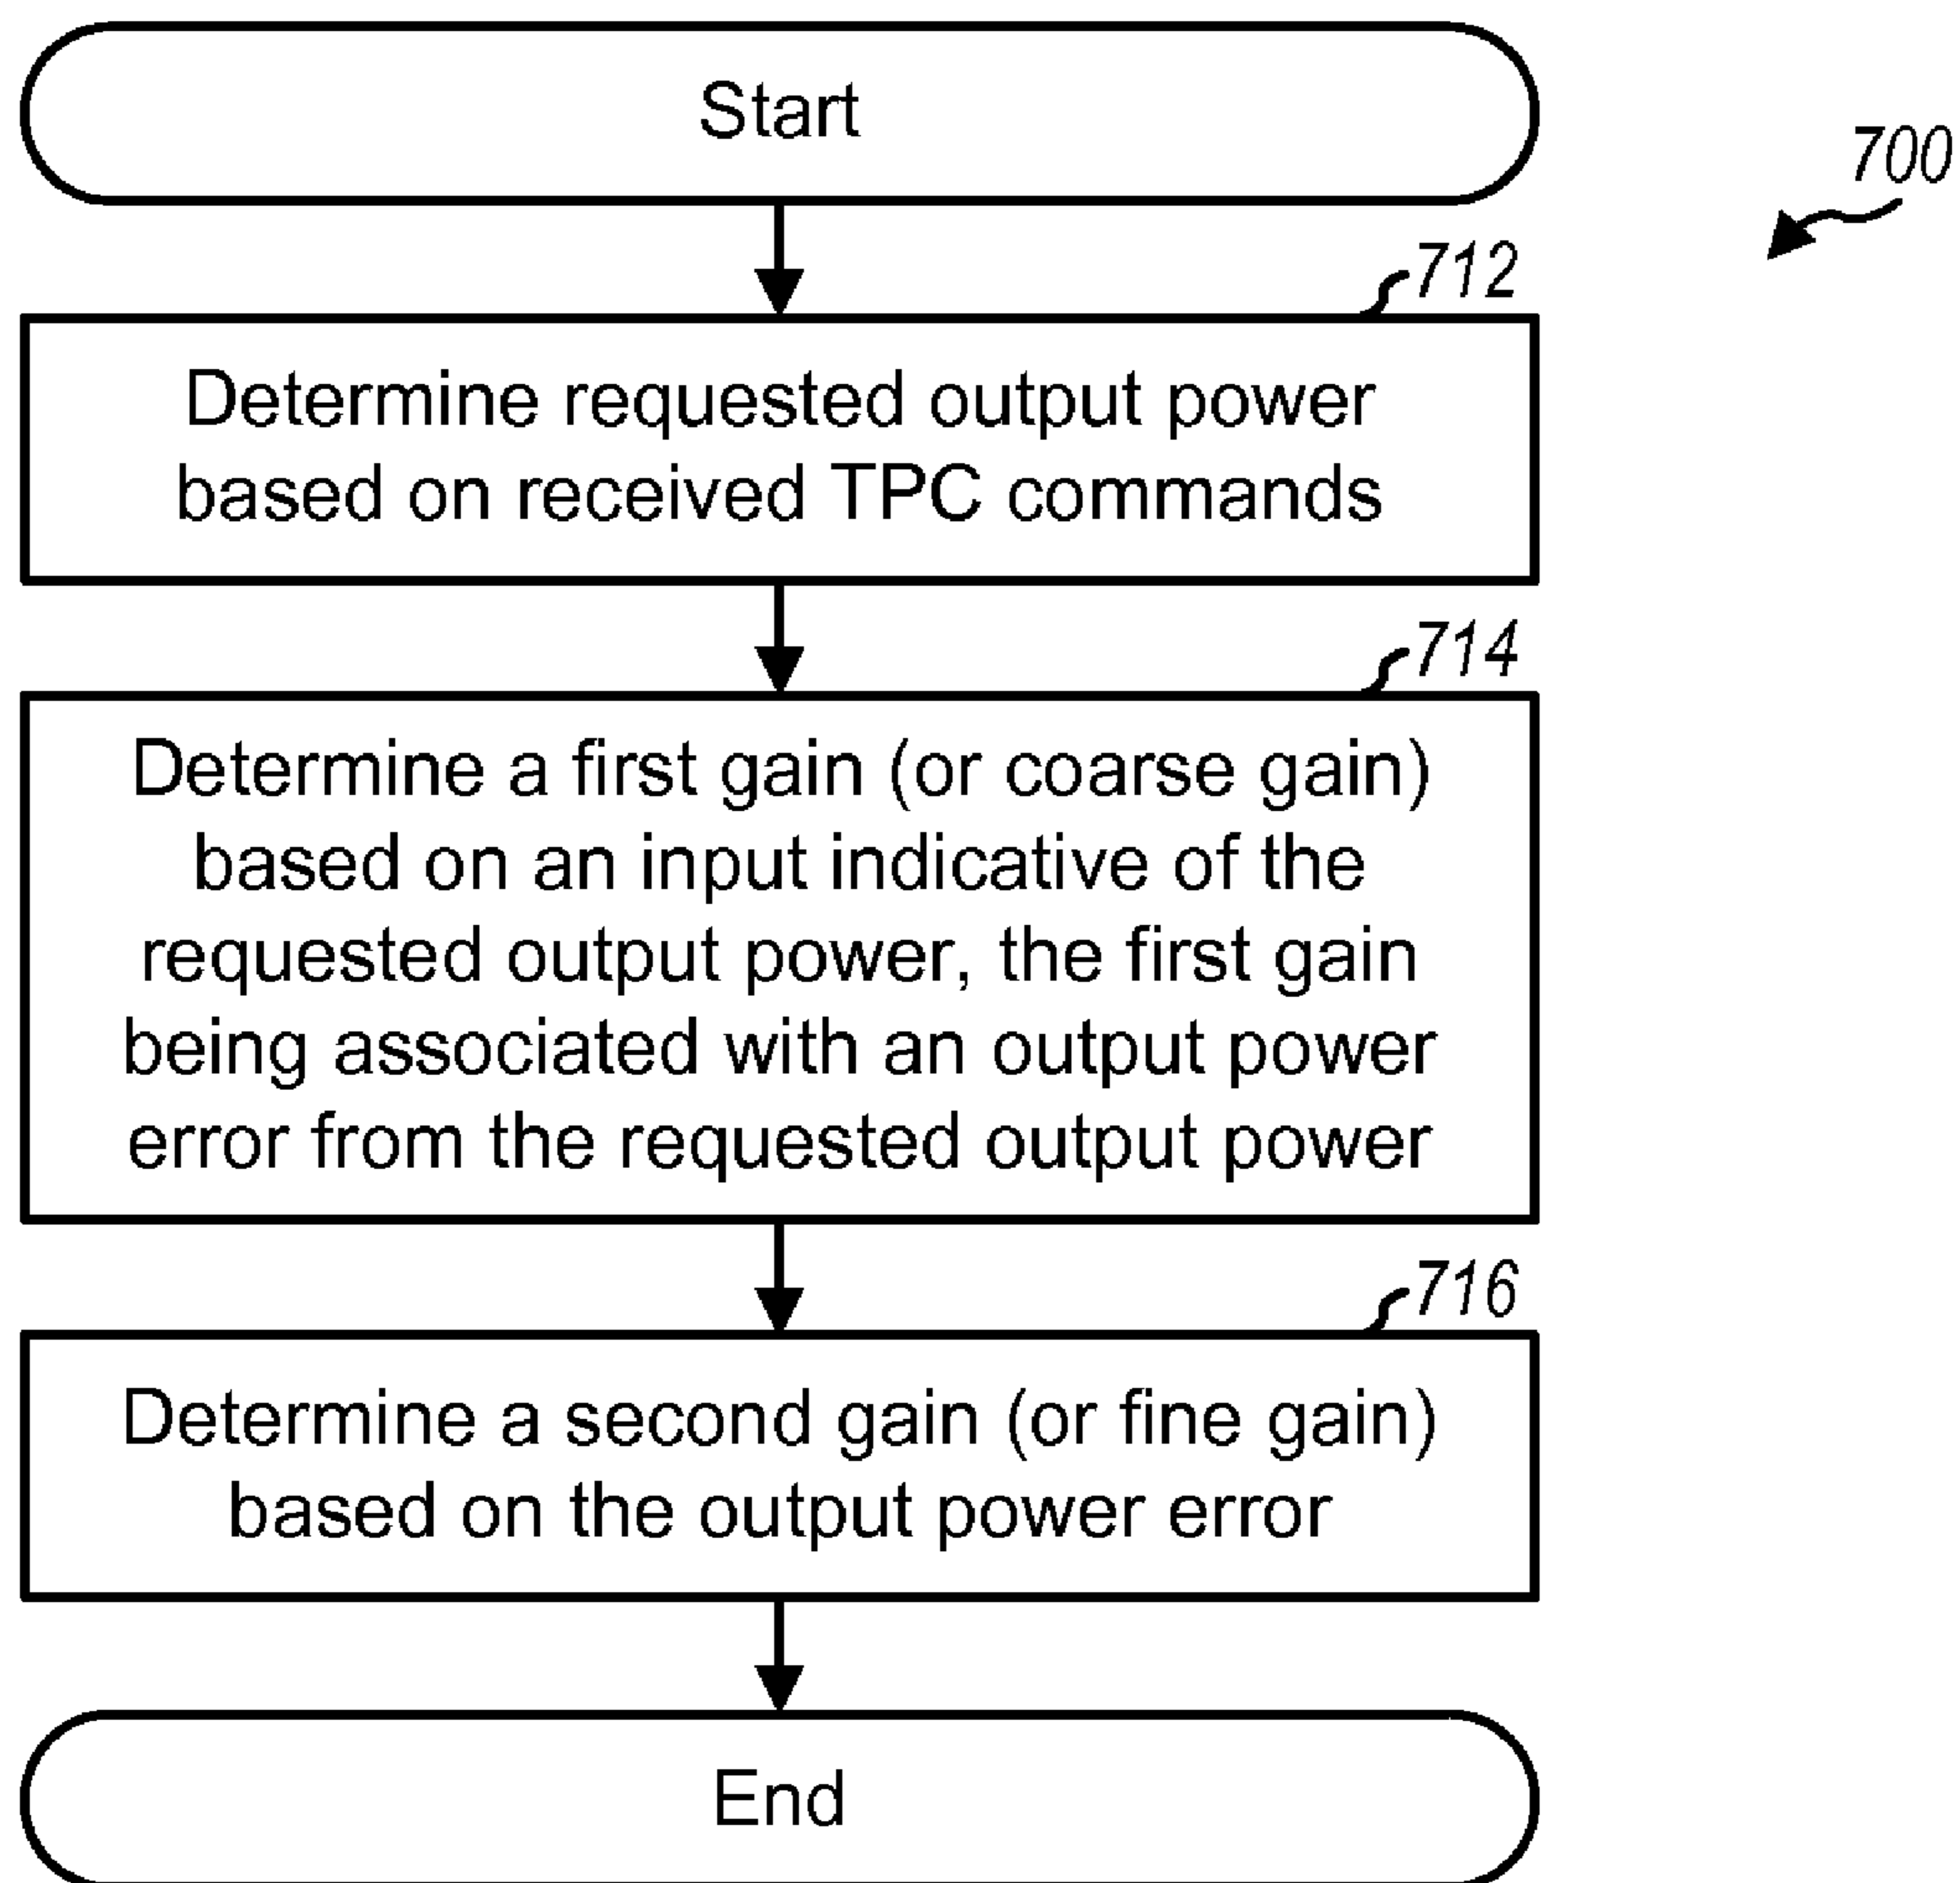 Start
700
712
Determine requested output power
based on received TPC commands
714
Determine a first gain (or coarse gain)
based on an input indicative of the
requested output power, the first gain
being associated with an output power
error from the requested output power
716
Determine a second gain (or fine gain)
based on the output power error
End